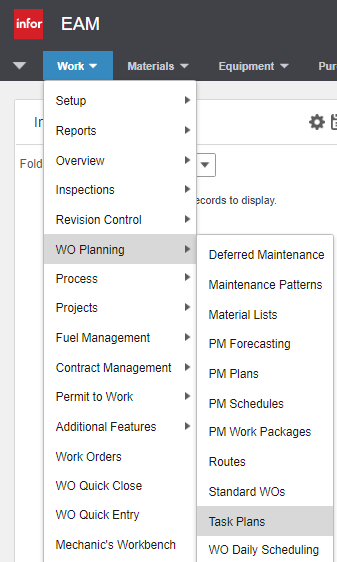 infor EAM
Work Materials Equipment Pur
In
Fold
ecords to display.
Setup
Reports
Overview
Inspections
Revision Control
WO Planning
Process
Projects
Fuel Management
Contract Management
Permit to Work
Additional Features
Work Orders
WO Quick Close
WO Quick Entry
Mechanic's Workbench
Deferred Maintenance
Maintenance Patterns
Material Lists
PM Forecasting
PM Plans
PM Schedules
PM Work Packages
Routes
Standard WOs
Task Plans
WO Daily Scheduling